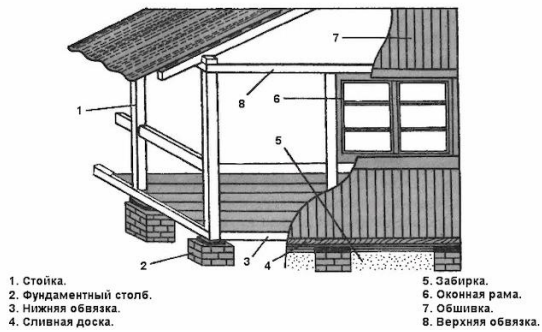 7
8
6
1
5
2
3
4
1. Стойка.
2. Фундаментный столб.
3. Нижняя обвязка.
4. Сливная доска.
5. Забирка.
6. Оконная рама.
7. Обшивка.
8. Верхняя обвязка.